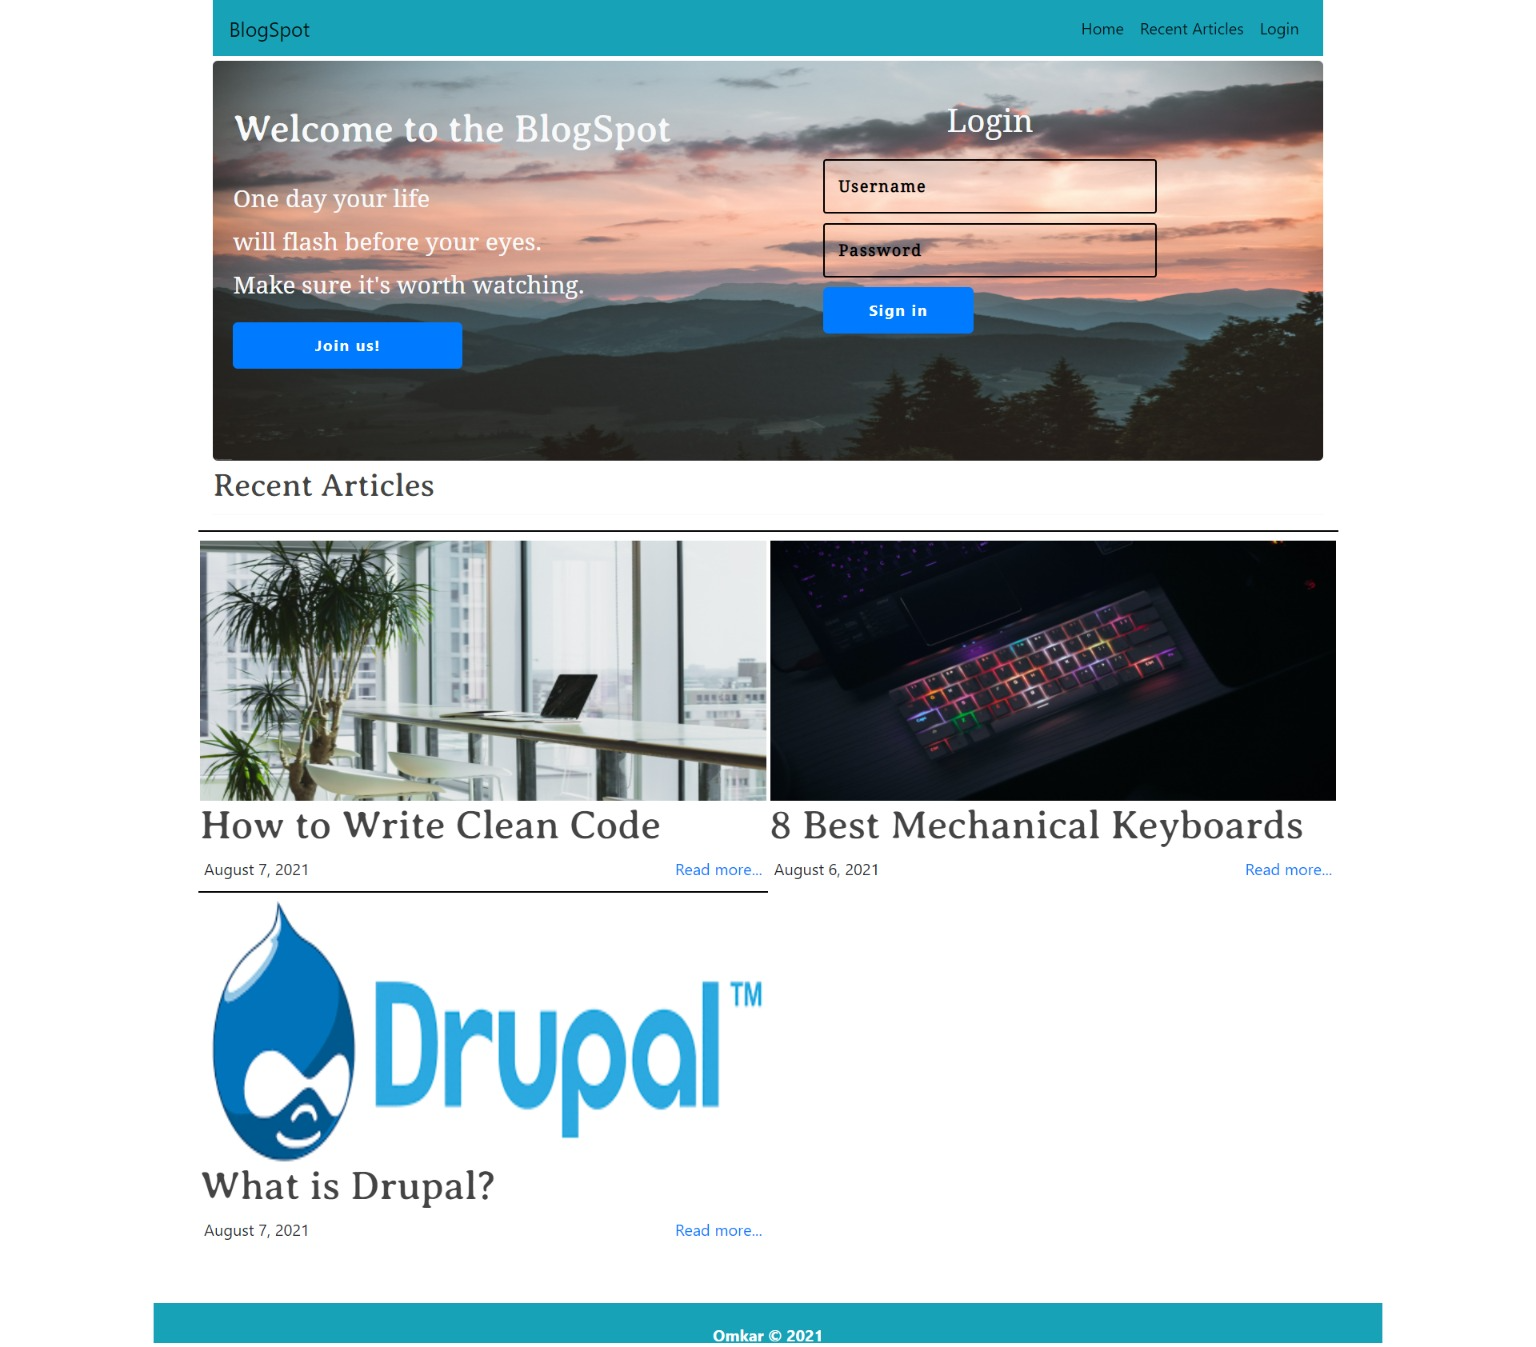 BlogSpot
Home Recent Articles Login
Welcome to the BlogSpot
One day your life
will flash before your eyes.
Make sure it's worth watching.
Join us!
Login
Username
Password
Sign in
Recent Articles
How to Write Clean Code
August 7, 2021 Read more...
8 Best Mechanical Keyboards
August 6, 2021 Read more...
Drupal™
What is Drupal?
August 7, 2021 Read more...
Omkar © 2021